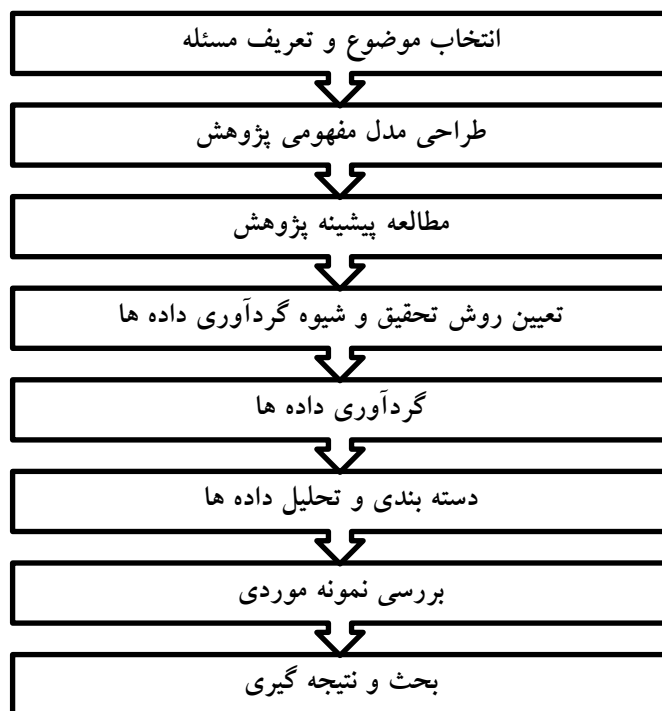 انتخاب موضوع و تعریف مسئله
طراحی مدل مفهومی پژوهش
مطالعه پیشینه پژوهش
تعیین روش تحقیق و شیوه گردآوری داده ها
گردآوری داده ها
دسته بندی و تحلیل داده ها
بررسی نمونه موردی
بحث و نتیجه گیری